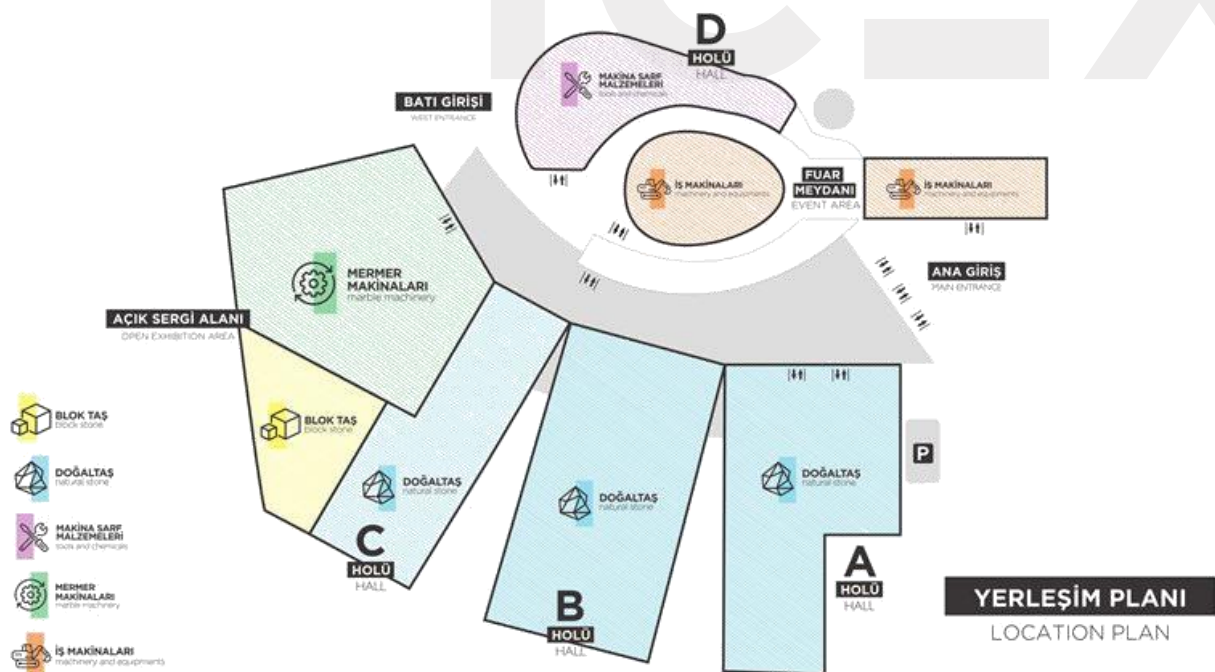 D
HOLÜ
HALL
MAKİNA SARF
MALZEMELERİ
tools and chemicals
BATI GİRİŞİ
WEST ENTRANCE
İŞ MAKİNALARI
machinery and equipments
FUAR
MEYDANI
EVENT AREA
İŞ MAKİNALARI
machinery and equipments
ANA GİRİŞ
MAIN ENTRANCE
MERMER
MAKİNALARI
marble machinery
AÇIK SERGİ ALANI
OPEN EXHIBITION AREA
BLOK TAŞ
block stone
DOĞALTAŞ
natural stone
C
HOLÜ
HALL
DOĞALTAŞ
natural stone
B
HOLÜ
HALL
DOĞALTAŞ
natural stone
A
HOLÜ
HALL
P
BLOK TAŞ
block stone
DOĞALTAŞ
natural stone
MAKİNA SARF
MALZEMELERİ
tools and chemicals
MERMER
MAKİNALARI
marble machinery
İŞ MAKİNALARI
machinery and equipments
YERLEŞİM PLANI
LOCATION PLAN